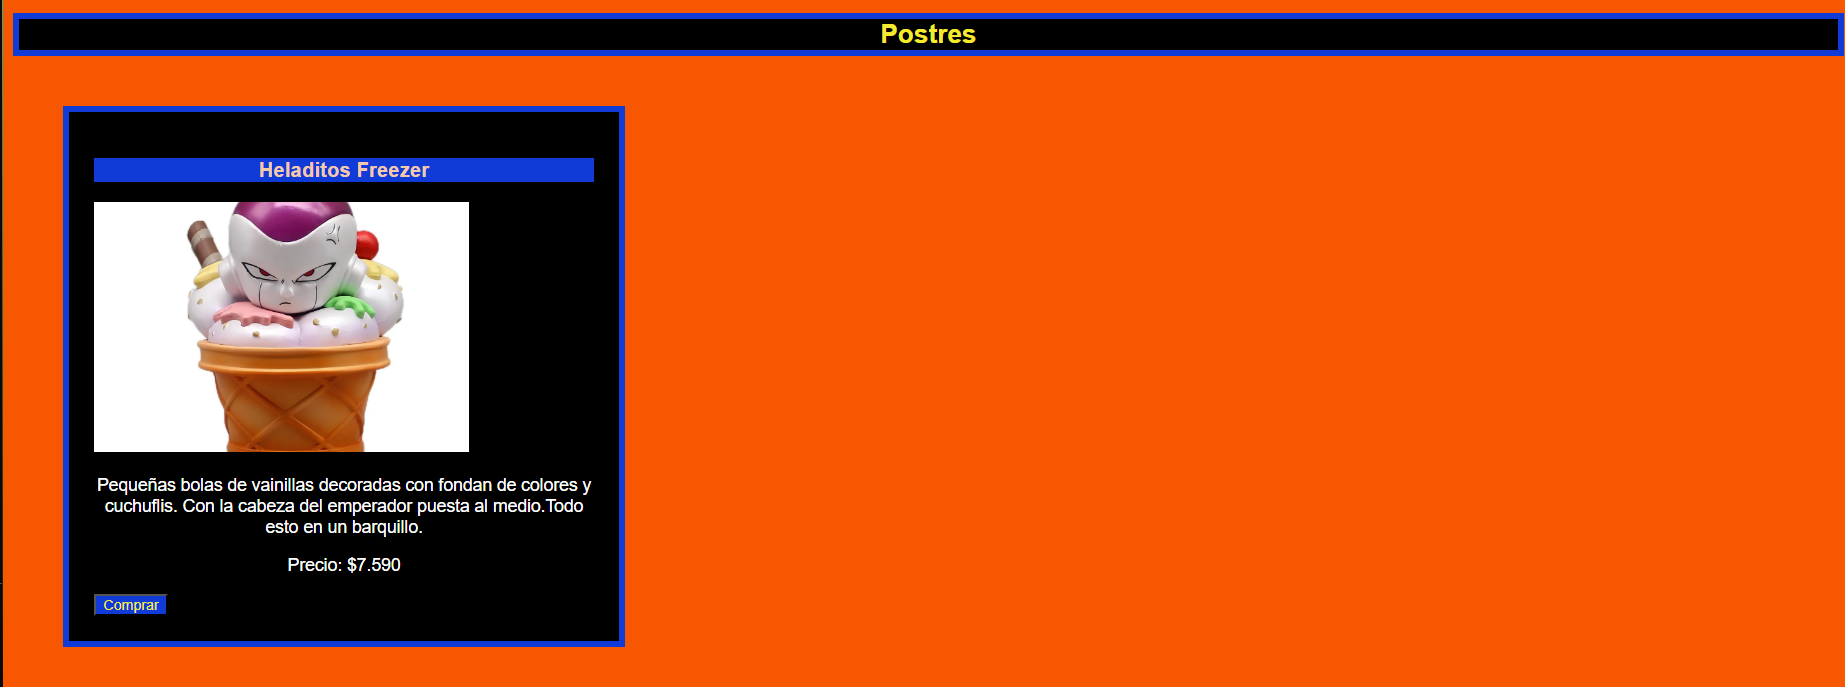 Postres
Heladitos Freezer
Pequeñas bolas de vainillas decoradas con fondan de colores y
cuchuflis. Con la cabeza del emperador puesta al medio.Todo
esto en un barquillo.
Precio: $7.590
Comprar